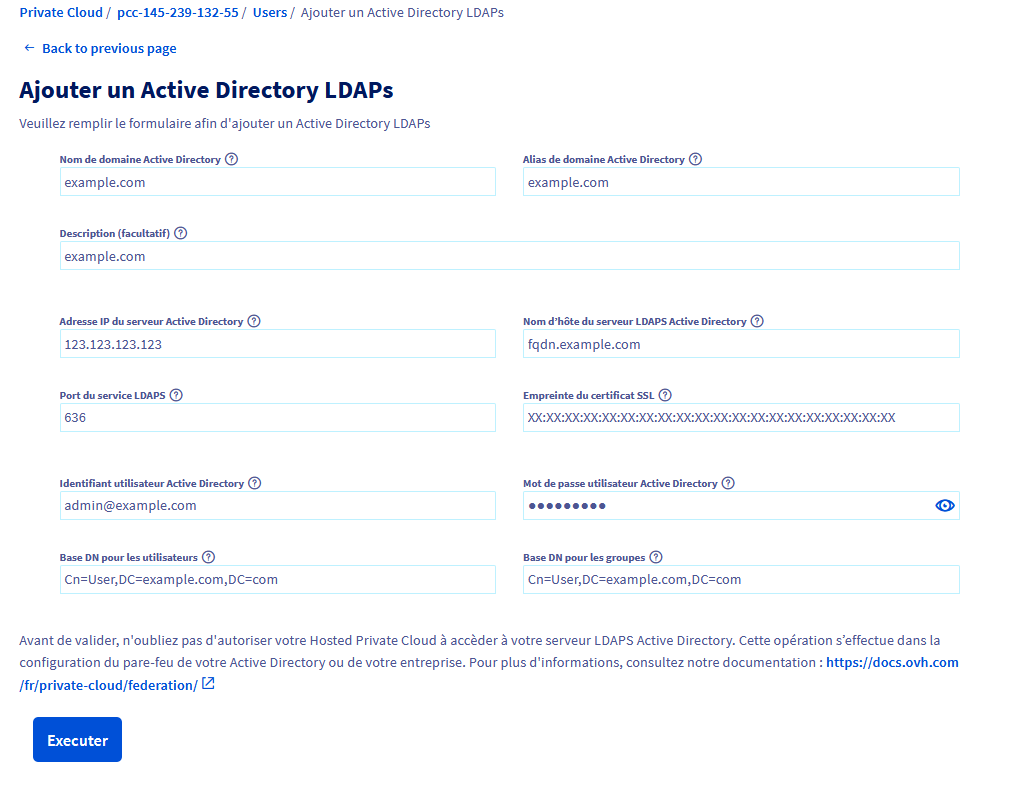 Private Cloud / pcc-145-239-132-55 / Users / Ajouter un Active Directory LDAPs
← Back to previous page
Ajouter un Active Directory LDAPs
Veuillez remplir le formulaire afin d'ajouter un Active Directory LDAPs
Nom de domaine Active Directory ? Alias de domaine Active Directory ?
example.com example.com
Description (facultatif) ?
example.com
Adresse IP du serveur Active Directory ? Nom d’hôte du serveur LDAPS Active Directory ?
123.123.123.123 fqdn.example.com
Port du service LDAPS ? Empreinte du certificat SSL ?
636 XX:XX:XX:XX:XX:XX:XX:XX:XX:XX:XX:XX:XX:XX:XX:XX:XX:XX:XX:XX
Identifiant utilisateur Active Directory ? Mot de passe utilisateur Active Directory ?
admin@example.com ●●●●●●●●●
Base DN pour les utilisateurs ? Base DN pour les groupes ?
Cn=User,DC=example.com,DC=com Cn=User,DC=example.com,DC=com
Avant de valider, n'oubliez pas d'autoriser votre Hosted Private Cloud à accèder à votre serveur LDAPS Active Directory. Cette opération s’effectue dans la
configuration du pare-feu de votre Active Directory ou de votre entreprise. Pour plus d'informations, consultez notre documentation : https://docs.ovh.com
/fr/private-cloud/federation/
Executer